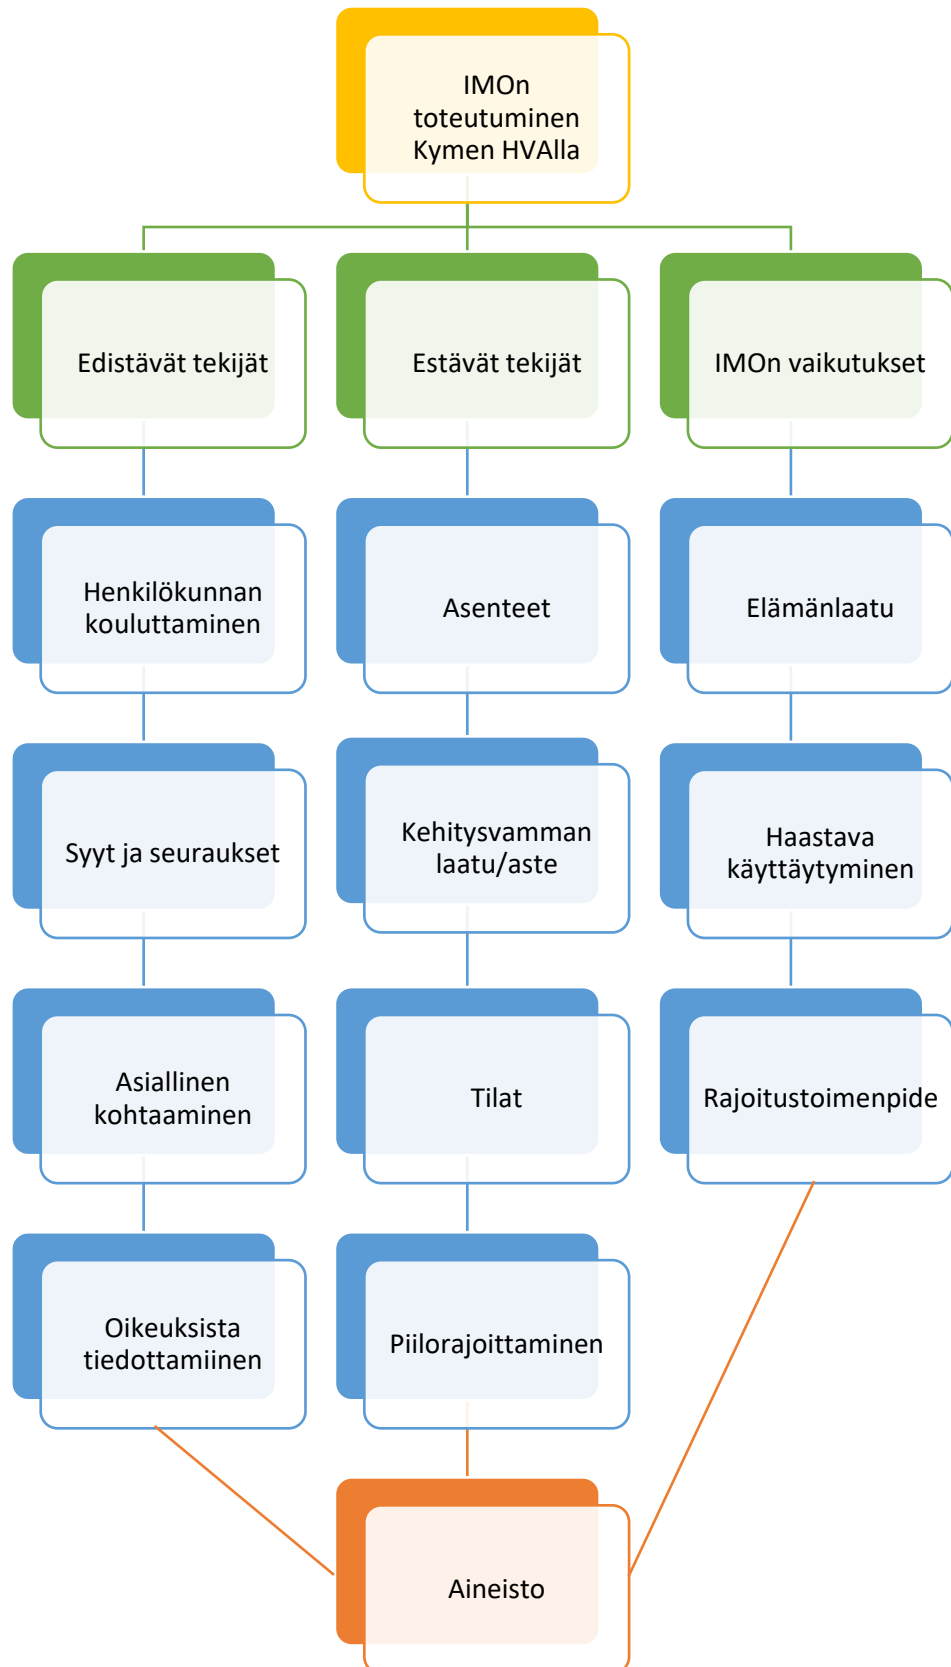 IMOn
toteutuminen
Kymen HVAlla
Edistävät tekijät
Estävät tekijät
IMOn vaikutukset
Henkilökunnan
kouluttaminen
Asenteet
Elämänlaatu
Syyt ja seuraukset
Kehitysvamman
laatu/aste
Haastava
käyttäytyminen
Asiallinen
kohtaaminen
Tilat
Rajoitustoimenpide
Oikeuksista
tiedottamiinen
Piilorajoittaminen
Aineisto